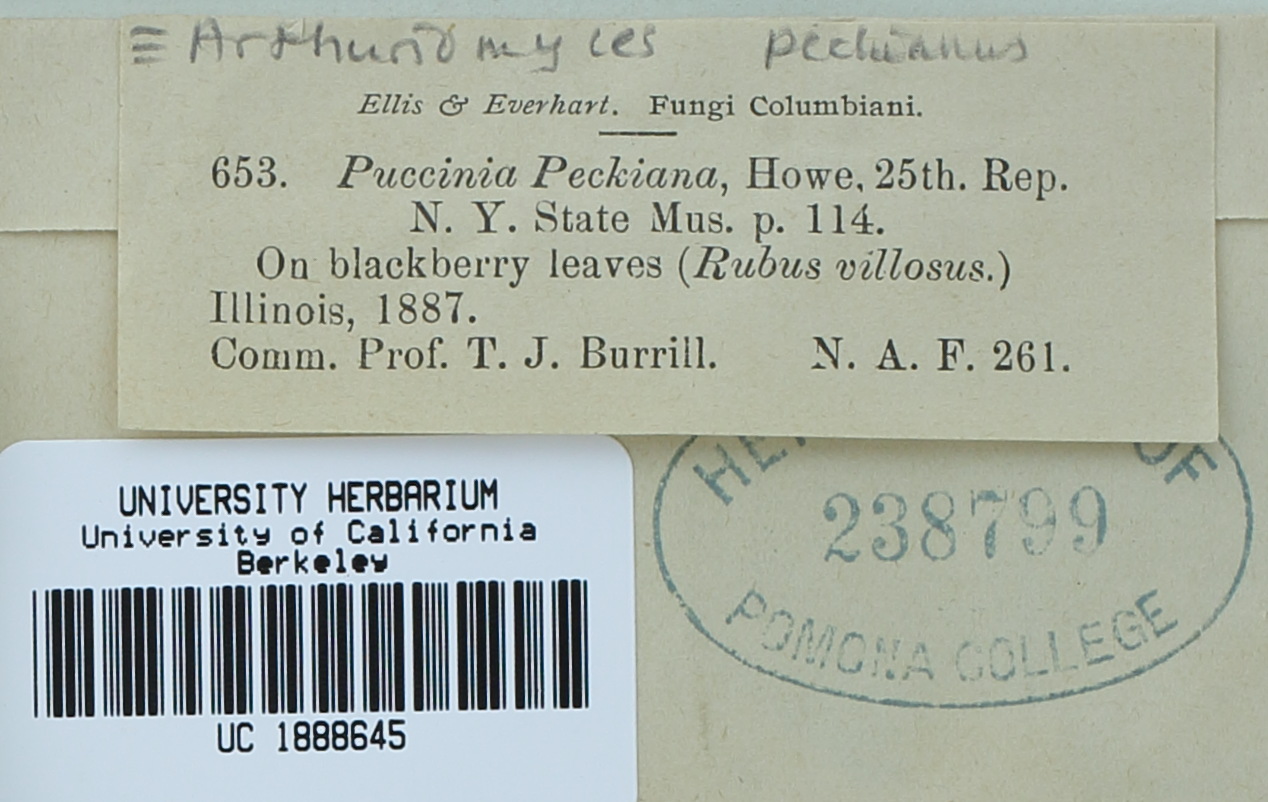 ≡ Arthuriomyces peckianus
Ellis & Everhart. Fungi Columbiani.
653. Puccinia Peckiana, Howe, 25th. Rep.
N. Y. State Mus. p. 114.
On blackberry leaves (Rubus villosus.)
Illinois, 1887.
Comm. Prof. T. J. Burrill. N. A. F. 261.
OF
238799
POMONA COLLEGE
UNIVERSITY HERBARIUM
University of California
Berkeley
UC 1888645